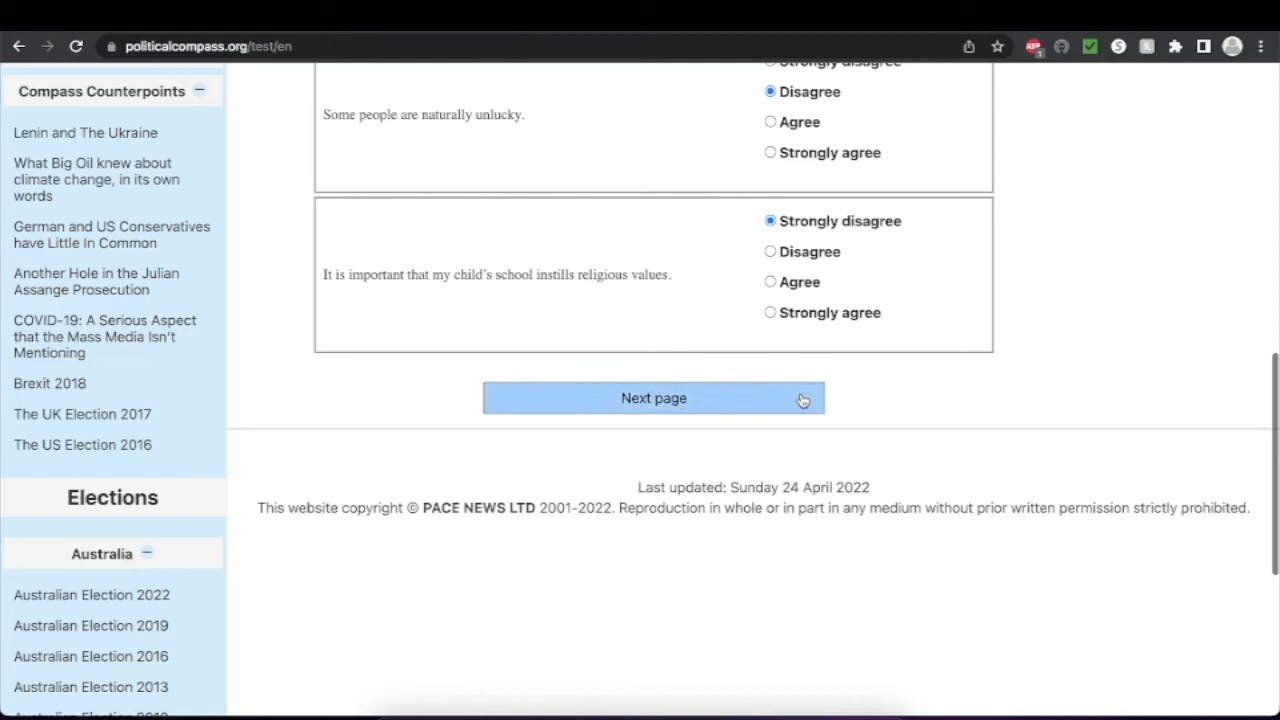 politicalcompass.org/test/en
ABP
1
S
Compass Counterpoints
Lenin and The Ukraine
What Big Oil knew about
climate change, in its own
words
German and US Conservatives
have Little In Common
Another Hole in the Julian
Assange Prosecution
COVID-19: A Serious Aspect
that the Mass Media Isn't
Mentioning
Brexit 2018
The UK Election 2017
The US Election 2016
Elections
Australia
Australian Election 2022
Australian Election 2019
Australian Election 2016
Australian Election 2013
Some people are naturally unlucky.
Strongly disagree
Disagree
Agree
Strongly agree
It is important that my child's school instills religious values.
Strongly disagree
Disagree
Agree
Strongly agree
Next page
Last updated: Sunday 24 April 2022
This website copyright © PACE NEWS LTD 2001-2022. Reproduction in whole or in part in any medium without prior written permission strictly prohibited.